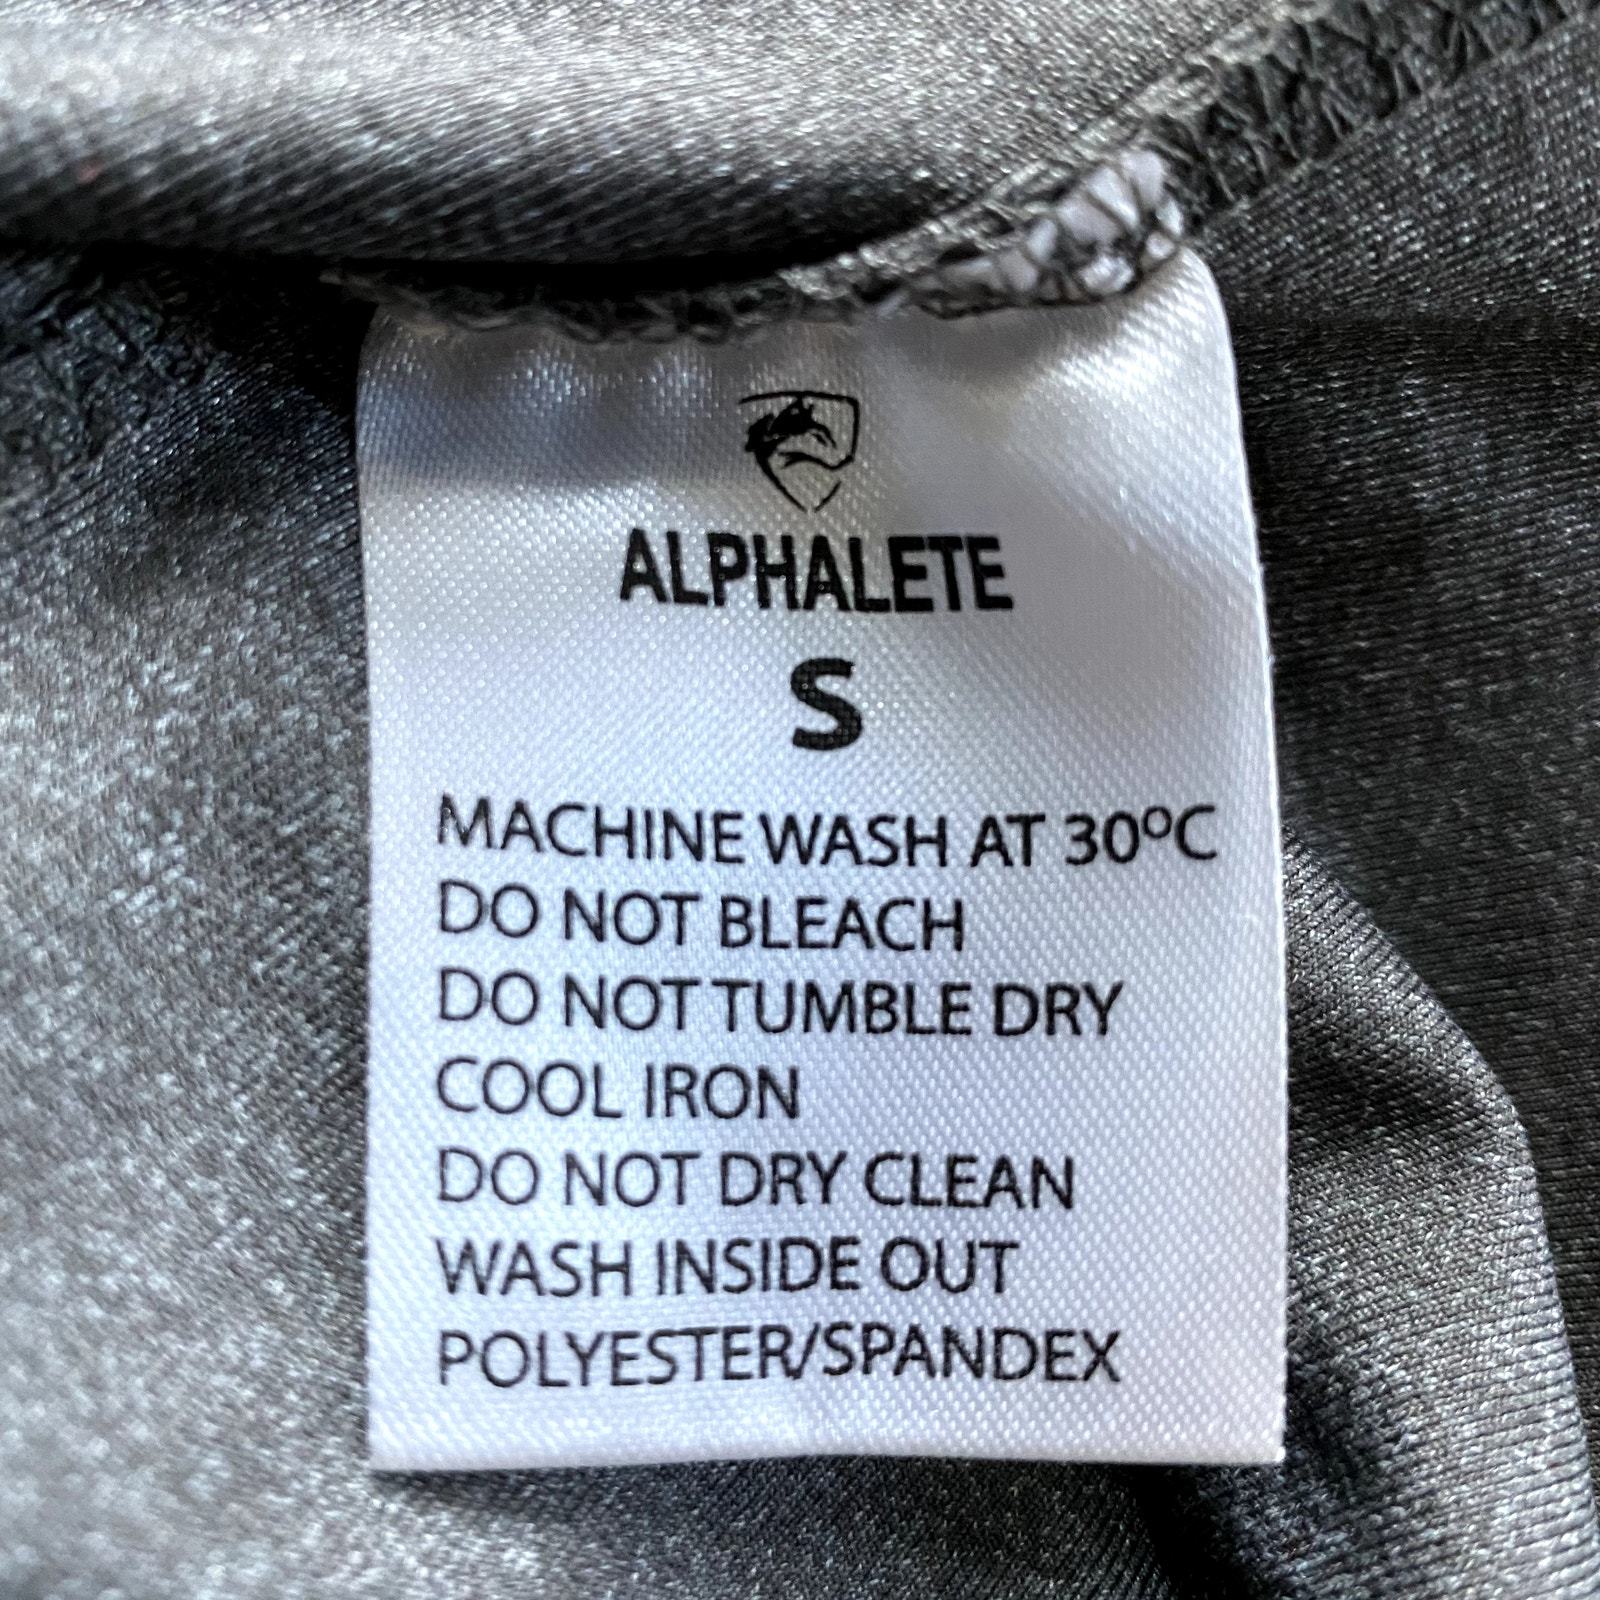 ALPHALETE
S
MACHINE WASH AT 30ºC
DO NOT BLEACH
DO NOT TUMBLE DRY
COOL IRON
DO NOT DRY CLEAN
WASH INSIDE OUT
POLYESTER/SPANDEX